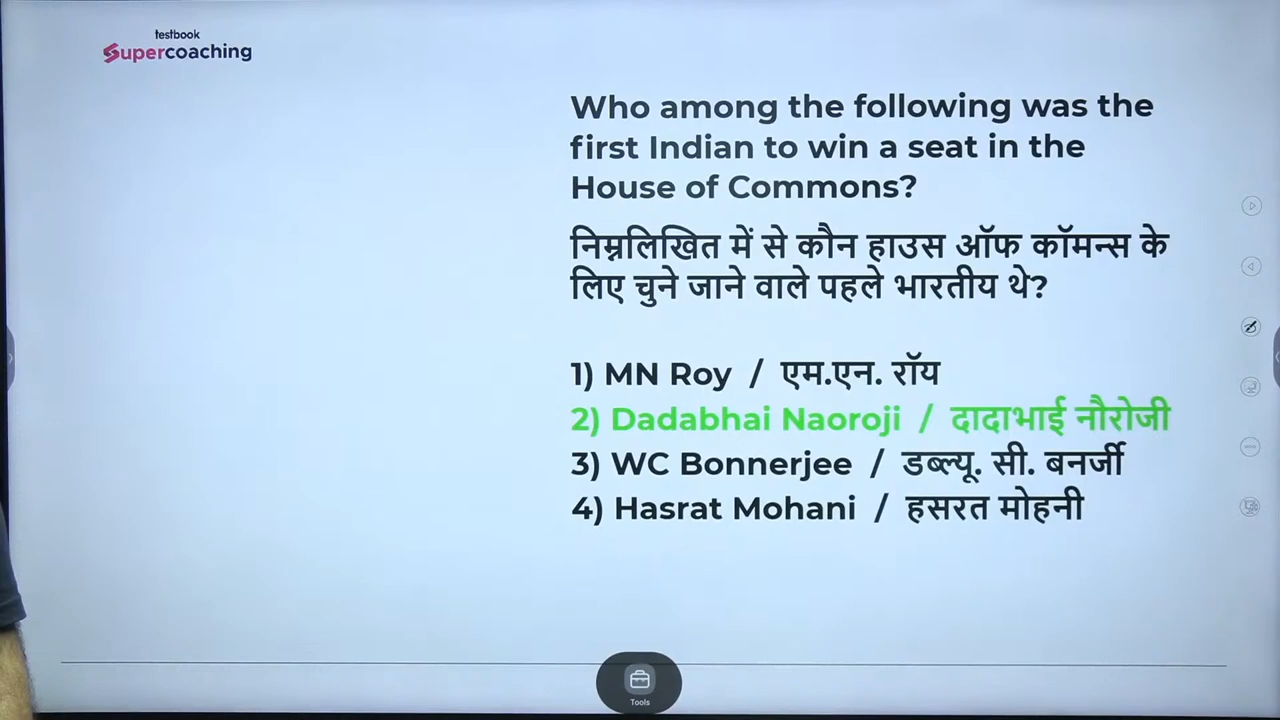 testbook
Supercoaching
Who among the following was the
first Indian to win a seat in the
House of Commons?
निम्नलिखित में से कौन हाउस ऑफ कॉमन्स के
लिए चुने जाने वाले पहले भारतीय थे?
1) MN Roy / एम.एन. रॉय
2) Dadabhai Naoroji / दादाभाई नौरोजी
3) WC Bonnerjee / डब्ल्यू. सी. बनर्जी
4) Hasrat Mohani / हसरत मोहनी
Tools